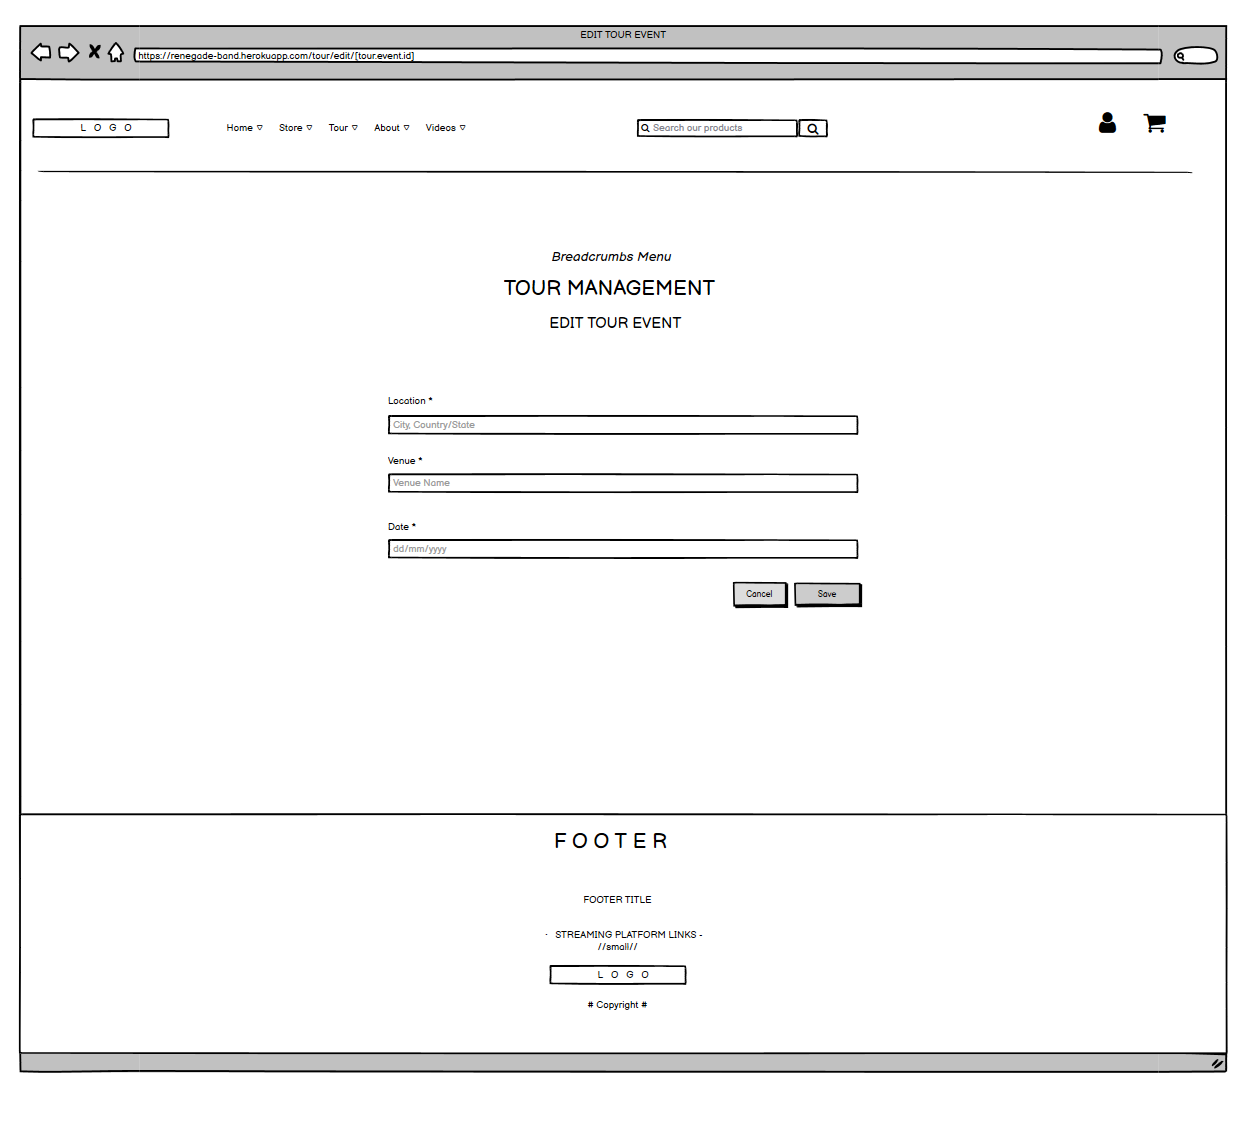 EDIT TOUR EVENT
https://renegade-band.herokuapp.com/tour/edit/[tour.event.id]
LOGO
Home Store Tour About Videos
Search our products
Breadcrumbs Menu
TOUR MANAGEMENT
EDIT TOUR EVENT
Location *
City, Country/State
Venue *
Venue Name
Date *
dd/mm/yyyy
Cancel Save
FOOTER
FOOTER TITLE
· STREAMING PLATFORM LINKS -
//small//
LOGO
# Copyright #